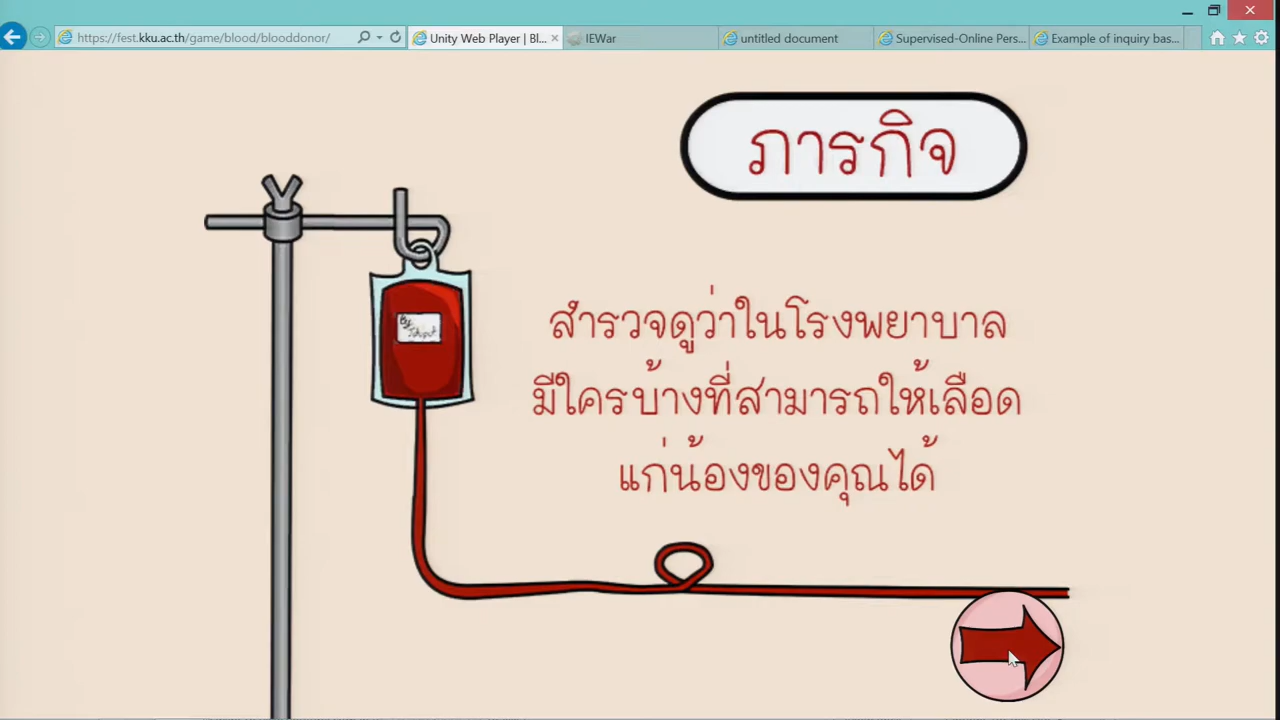 https://fest.kku.ac.th/game/blood/blooddonor/
Unity Web Player | Bl...
IEWar
untitled document
Supervised-Online Pers...
Example of inquiry bas...
ภารกิจ
สำรวจดูว่าในโรงพยาบาล
มีใครบ้างที่สามารถให้เลือด
แก่น้องของคุณได้